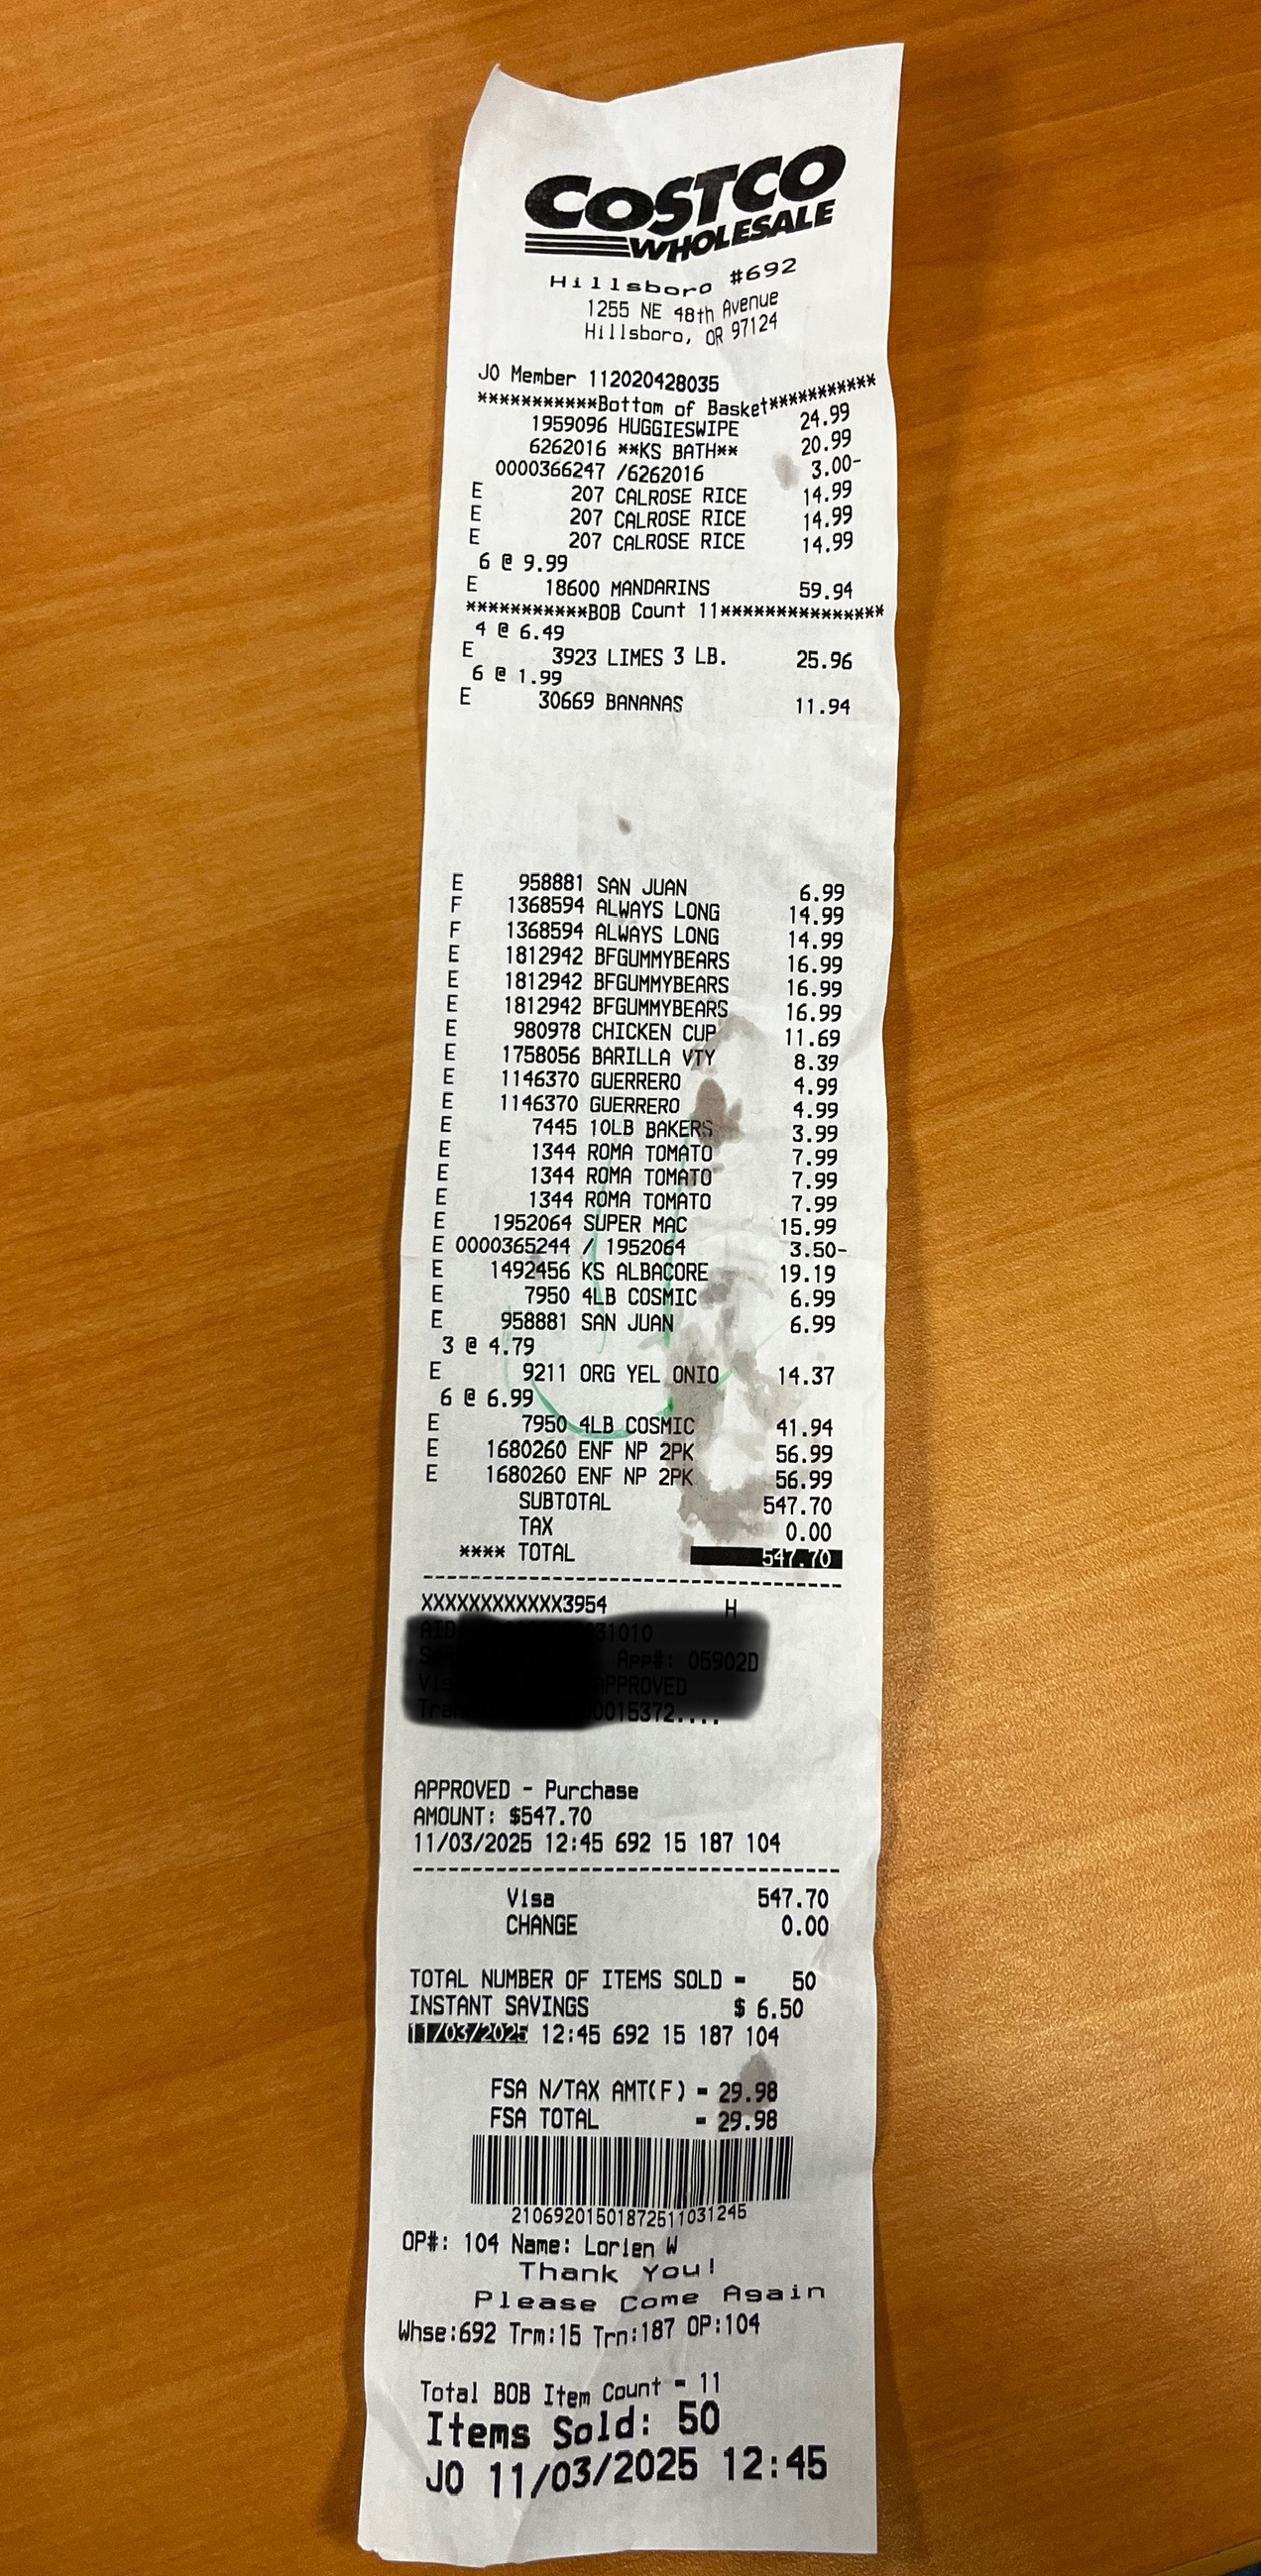 COSTCO
WHOLESALE
Hillsboro #692
1255 NE 48th Avenue
Hillsboro, OR 97124
JO Member 112020428035
***********Bottom of Basket***********
1959096 HUGGIESWIPE 24.99
6262016 **KS BATH** 20.99
0000366247 /6262016 3.00-
E 207 CALROSE RICE 14.99
E 207 CALROSE RICE 14.99
E 207 CALROSE RICE 14.99
6 @ 9.99
E 18600 MANDARINS 59.94
***********BOB Count 11***************
4 @ 6.49
E 3923 LIMES 3 LB. 25.96
6 @ 1.99
E 30669 BANANAS 11.94
E 958881 SAN JUAN 6.99
F 1368594 ALWAYS LONG 14.99
F 1368594 ALWAYS LONG 14.99
E 1812942 BFGUMMYBEARS 16.99
E 1812942 BFGUMMYBEARS 16.99
E 1812942 BFGUMMYBEARS 16.99
E 980978 CHICKEN CUP 11.69
E 1758056 BARILLA VTY 8.39
E 1146370 GUERRERO 4.99
E 1146370 GUERRERO 4.99
E 7445 10LB BAKERS 3.99
E 1344 ROMA TOMATO 7.99
E 1344 ROMA TOMATO 7.99
E 1344 ROMA TOMATO 7.99
E 1952064 SUPER MAC 15.99
E 0000365244 / 1952064 3.50-
E 1492456 KS ALBACORE 19.19
E 7950 4LB COSMIC 6.99
E 958881 SAN JUAN 6.99
3 @ 4.79
E 9211 ORG YEL ONIO 14.37
6 @ 6.99
E 7950 4LB COSMIC 41.94
E 1680260 ENF NP 2PK 56.99
E 1680260 ENF NP 2PK 56.99
SUBTOTAL 547.70
TAX 0.00
**** TOTAL 547.70
XXXXXXXXXXXX3954 H
AID 31010
App#: 05902D
APPROVED
00015372....
APPROVED - Purchase
AMOUNT: $547.70
11/03/2025 12:45 692 15 187 104
Visa 547.70
CHANGE 0.00
TOTAL NUMBER OF ITEMS SOLD = 50
INSTANT SAVINGS $ 6.50
11/03/2025 12:45 692 15 187 104
FSA N/TAX AMT(F) = 29.98
FSA TOTAL = 29.98
21069201501872511031245
OP#: 104 Name: Lorien W
Thank You!
Please Come Again
Whse:692 Trm:15 Trn:187 OP:104
Total BOB Item Count = 11
Items Sold: 50
JO 11/03/2025 12:45